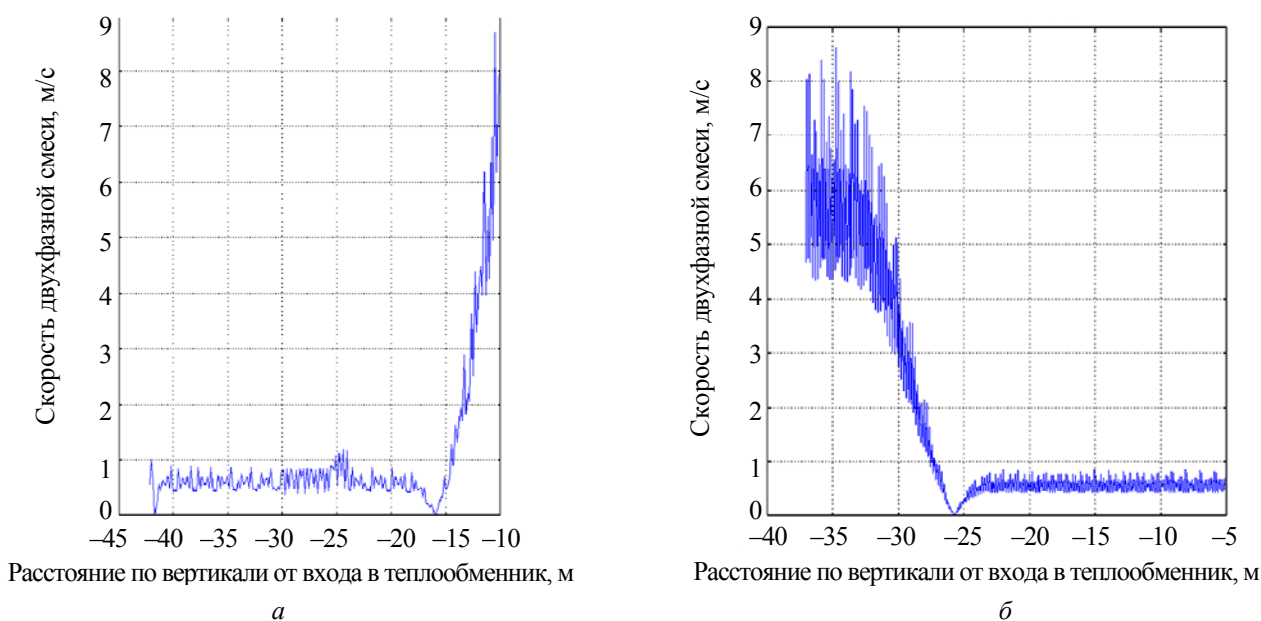 Скорость двухфазной смеси, м/с
9
8
7
6
5
4
3
2
1
0
–45 –40 –35 –30 –25 –20 –15 –10
Расстояние по вертикали от входа в теплообменник, м
а
Скорость двухфазной смеси, м/с
9
8
7
6
5
4
3
2
1
0
–40 –35 –30 –25 –20 –15 –10 –5
Расстояние по вертикали от входа в теплообменник, м
б